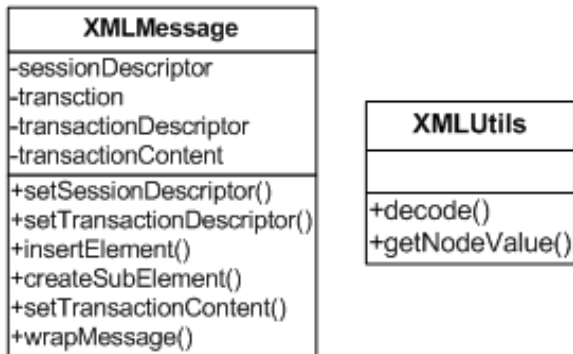 XMLMessage
-sessionDescriptor
-transction
-transactionDescriptor
-transactionContent
+setSessionDescriptor()
+setTransactionDescriptor()
+insertElement()
+createSubElement()
+setTransactionContent()
+wrapMessage()
XMLUtils
+decode()
+getNodeValue()